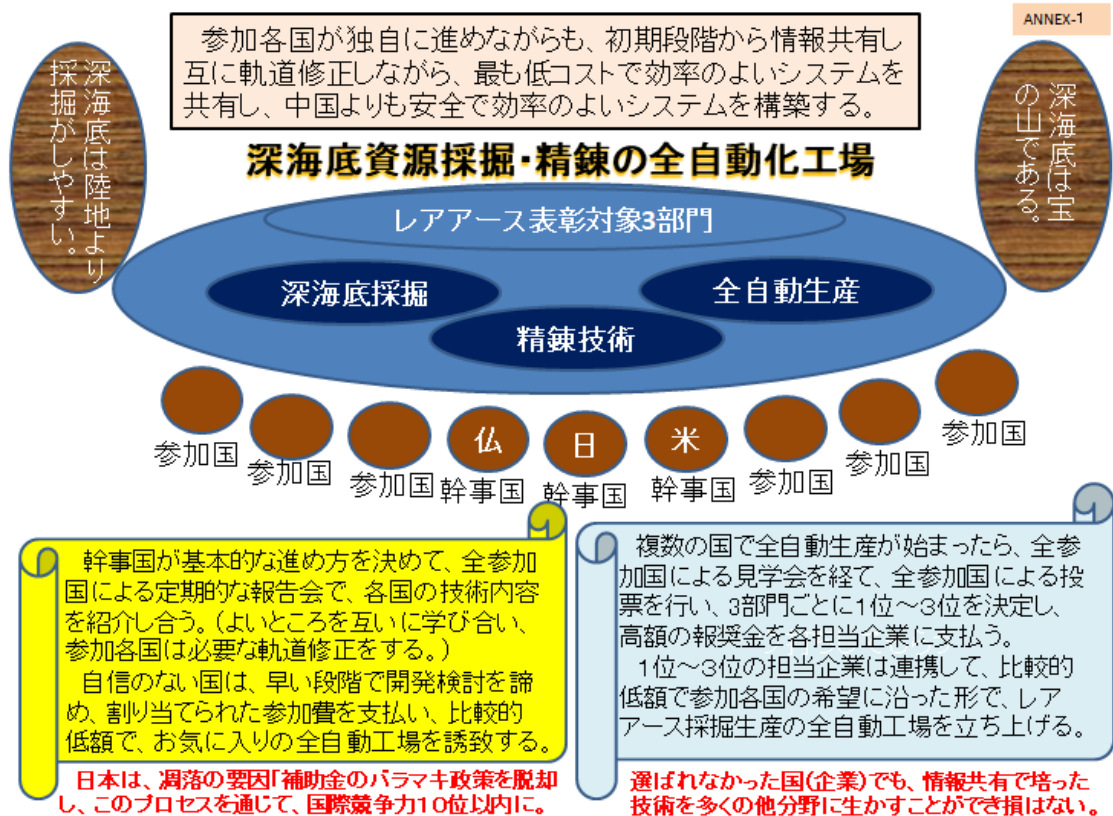 ANNEX-1
参加各国が独自に進めながらも、初期段階から情報共有し
互に軌道修正しながら、最も低コストで効率のよいシステムを
共有し、中国よりも安全で効率のよいシステムを構築する。
深海底は陸地より
採掘がしやすい。
深海底は宝
の山である。
深海底資源採掘・精錬の全自動化工場
レアアース表彰対象3部門
深海底採掘
全自動生産
精錬技術
仏
日
米
参加国
参加国
参加国
幹事国
幹事国
幹事国
参加国
参加国
参加国
幹事国が基本的な進め方を決めて、全参加
国による定期的な報告会で、各国の技術内容
を紹介し合う。(よいところを互いに学び合い、
参加各国は必要な軌道修正をする。)
自信のない国は、早い段階で開発検討を諦
め、割り当てられた参加費を支払い、比較的
低額で、お気に入りの全自動工場を誘致する。
日本は、凋落の要因「補助金のバラマキ政策を脱却
し、このプロセスを通じて、国際競争力10位以内に。
複数の国で全自動生産が始まったら、全参
加国による見学会を経て、全参加国による投
票を行い、3部門ごとに1位～3位を決定し、
高額の報奨金を各担当企業に支払う。
1位～3位の担当企業は連携して、比較的
低額で参加各国の希望に沿った形で、レア
アース採掘生産の全自動工場を立ち上げる。
選ばれなかった国(企業)でも、情報共有で培った
技術を多くの他分野に生かすことができ損はない。